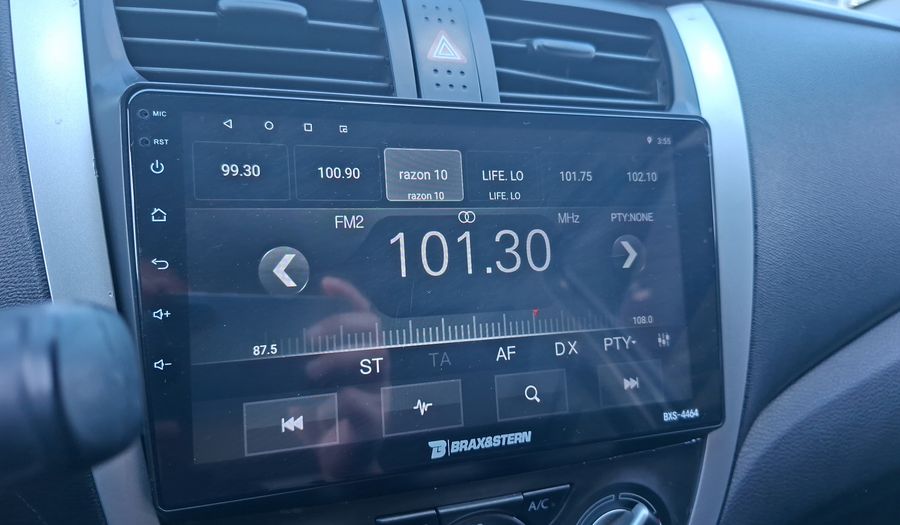 MIC
RST
3:55
99.30 100.90 razon 10 LIFE. LO 101.75 102.10
razon 10 LIFE. LO
FM2 MHz PTY:NONE
101.30
87.5 108.0
ST TA AF DX PTY
BXS-4464
BRAX&STERN
A/C